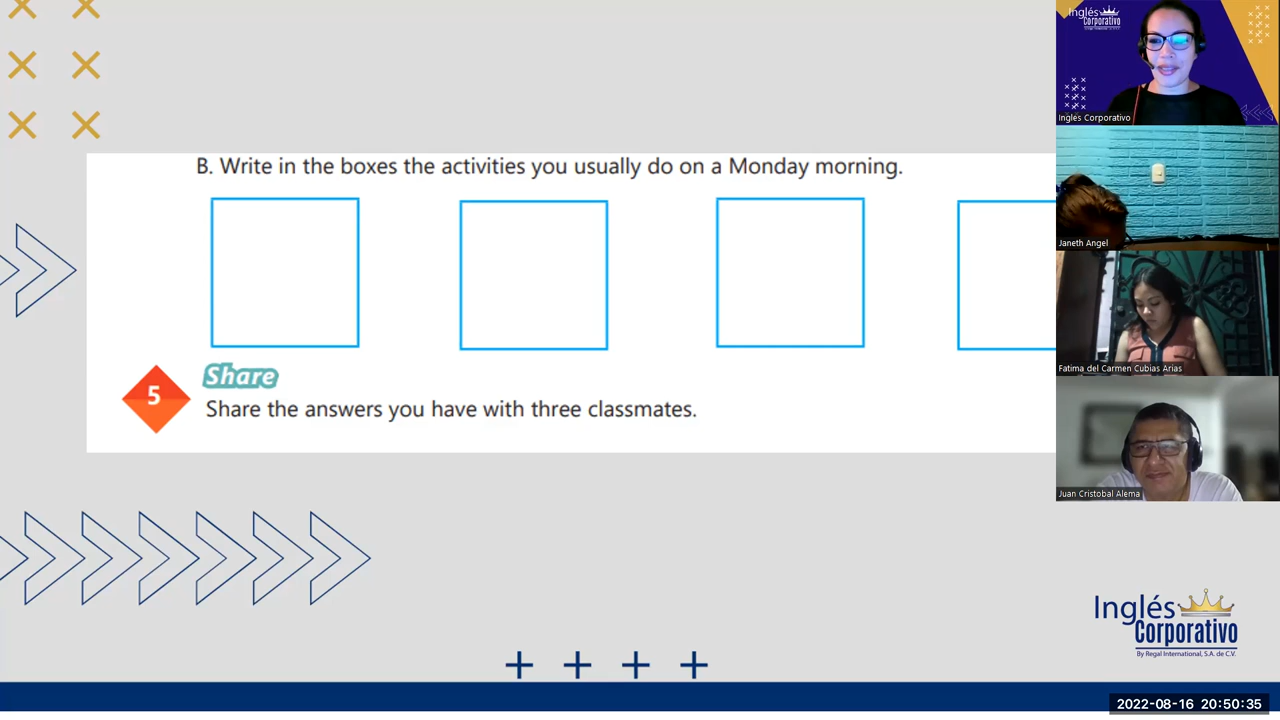 B. Write in the boxes the activities you usually do on a Monday morning.
5
Share
Share the answers you have with three classmates.
Inglés
Corporativo
Inglés Corporativo
Janeth Angel
Fatima del Carmen Cubias Arias
Juan Cristobal Alema
Inglés
Corporativo
By Regal International, S.A. de C.V.
2022-08-16 20:50:35